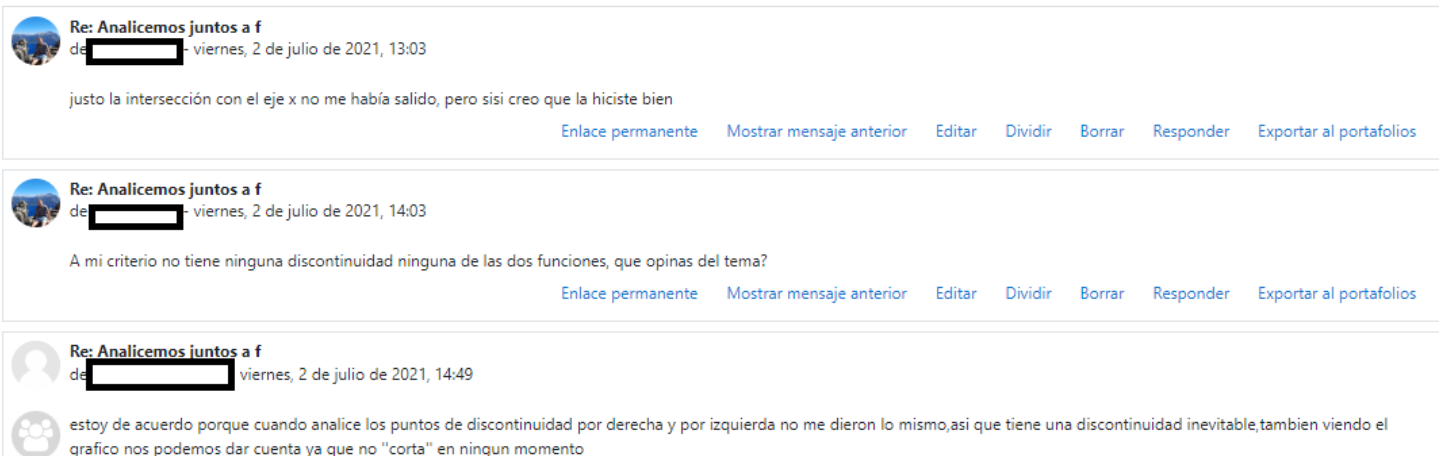 Re: Analicemos juntos a f
de - viernes, 2 de julio de 2021, 13:03
justo la intersección con el eje x no me había salido, pero sisi creo que la hiciste bien
Enlace permanente Mostrar mensaje anterior Editar Dividir Borrar Responder Exportar al portafolios
Re: Analicemos juntos a f
de - viernes, 2 de julio de 2021, 14:03
A mi criterio no tiene ninguna discontinuidad ninguna de las dos funciones, que opinas del tema?
Enlace permanente Mostrar mensaje anterior Editar Dividir Borrar Responder Exportar al portafolios
Re: Analicemos juntos a f
de viernes, 2 de julio de 2021, 14:49
estoy de acuerdo porque cuando analice los puntos de discontinuidad por derecha y por izquierda no me dieron lo mismo,asi que tiene una discontinuidad inevitable,tambien viendo el
grafico nos podemos dar cuenta ya que no "corta" en ningun momento